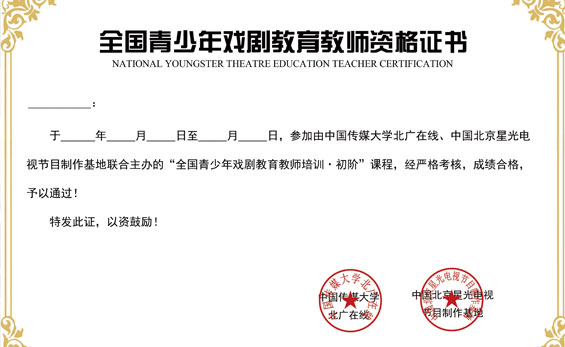 全国青少年戏剧教育教师资格证书
NATIONAL YOUNGSTER THEATRE EDUCATION TEACHER CERTIFICATION
__________：
于______年_____月_____日至_____月_____日，参加由中国传媒大学北广在线、中国北京星光电
视节目制作基地联合主办的“全国青少年戏剧教育教师培训·初阶”课程，经严格考核，成绩合格，
予以通过！
特发此证，以资鼓励！
中国传媒大学北广在线
中国传媒大学
北广在线
中国北京星光电视节目制作基地
中国北京星光电视
节目制作基地